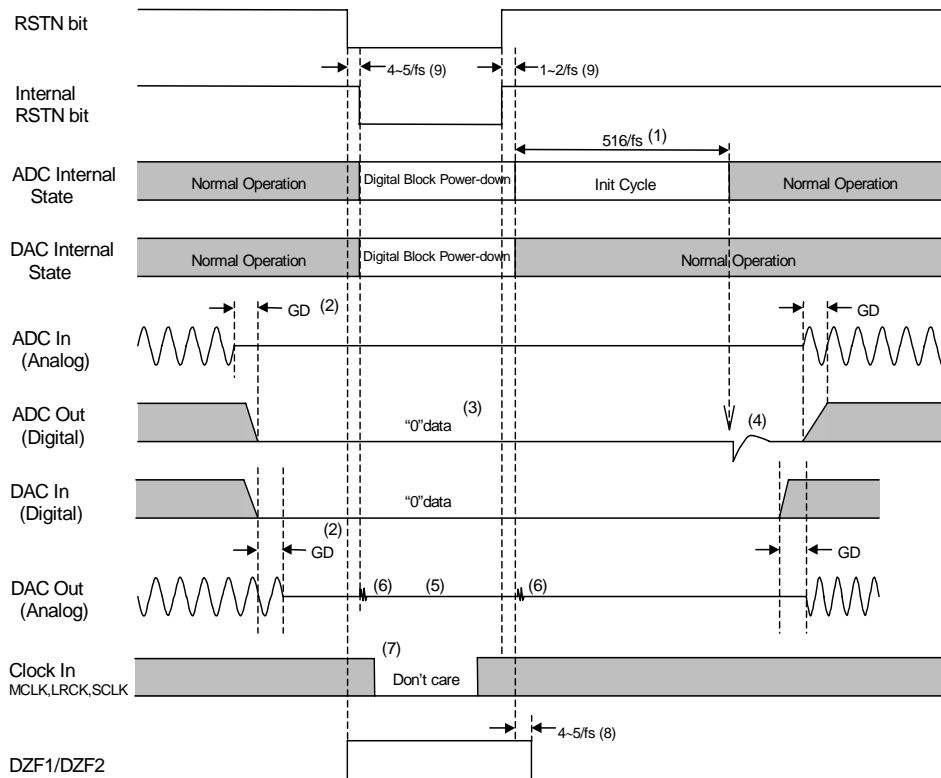 RSTN bit
4~5/fs (9)
1~2/fs (9)
Internal
RSTN bit
516/fs (1)
ADC Internal
State
Normal Operation
Digital Block Power-down
Init Cycle
Normal Operation
DAC Internal
State
Normal Operation
Digital Block Power-down
Normal Operation
GD (2)
GD
ADC In
(Analog)
ADC Out
(Digital)
“0”data
(3)
(4)
DAC In
(Digital)
“0”data
(2)
GD
GD
DAC Out
(Analog)
(6)
(5)
(6)
Clock In
MCLK,LRCK,SCLK
(7)
Don’t care
4~5/fs (8)
DZF1/DZF2